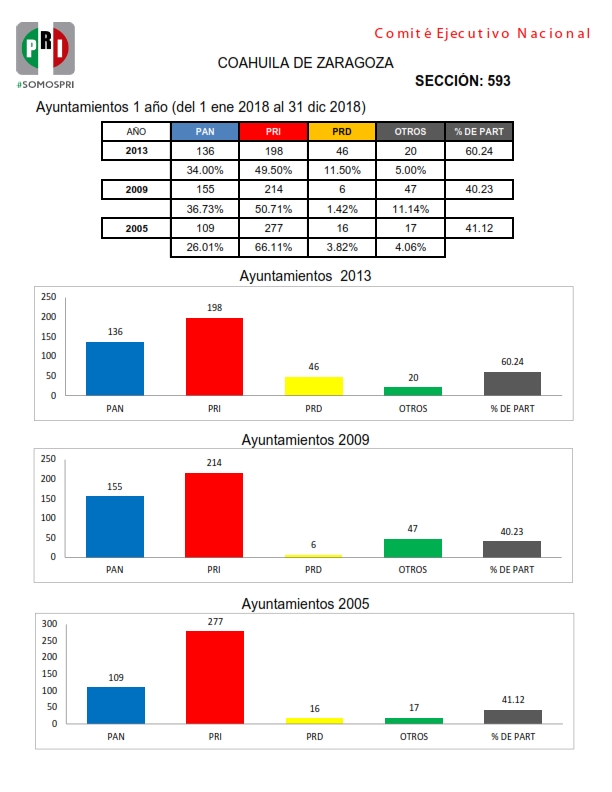 Comité Ejecutivo Nacional
PRI
#SOMOSPRI
COAHUILA DE ZARAGOZA
SECCIÓN: 593
Ayuntamientos 1 año (del 1 ene 2018 al 31 dic 2018)
AÑO PAN PRI PRD OTROS % DE PART
2013 136 198 46 20 60.24
34.00% 49.50% 11.50% 5.00%
2009 155 214 6 47 40.23
36.73% 50.71% 1.42% 11.14%
2005 109 277 16 17 41.12
26.01% 66.11% 3.82% 4.06%
Ayuntamientos 2013
250
200
150
100
50
0
136
198
46
20
60.24
PAN PRI PRD OTROS % DE PART
Ayuntamientos 2009
250
200
150
100
50
0
155
214
6
47
40.23
PAN PRI PRD OTROS % DE PART
Ayuntamientos 2005
300
250
200
150
100
50
0
109
277
16
17
41.12
PAN PRI PRD OTROS % DE PART